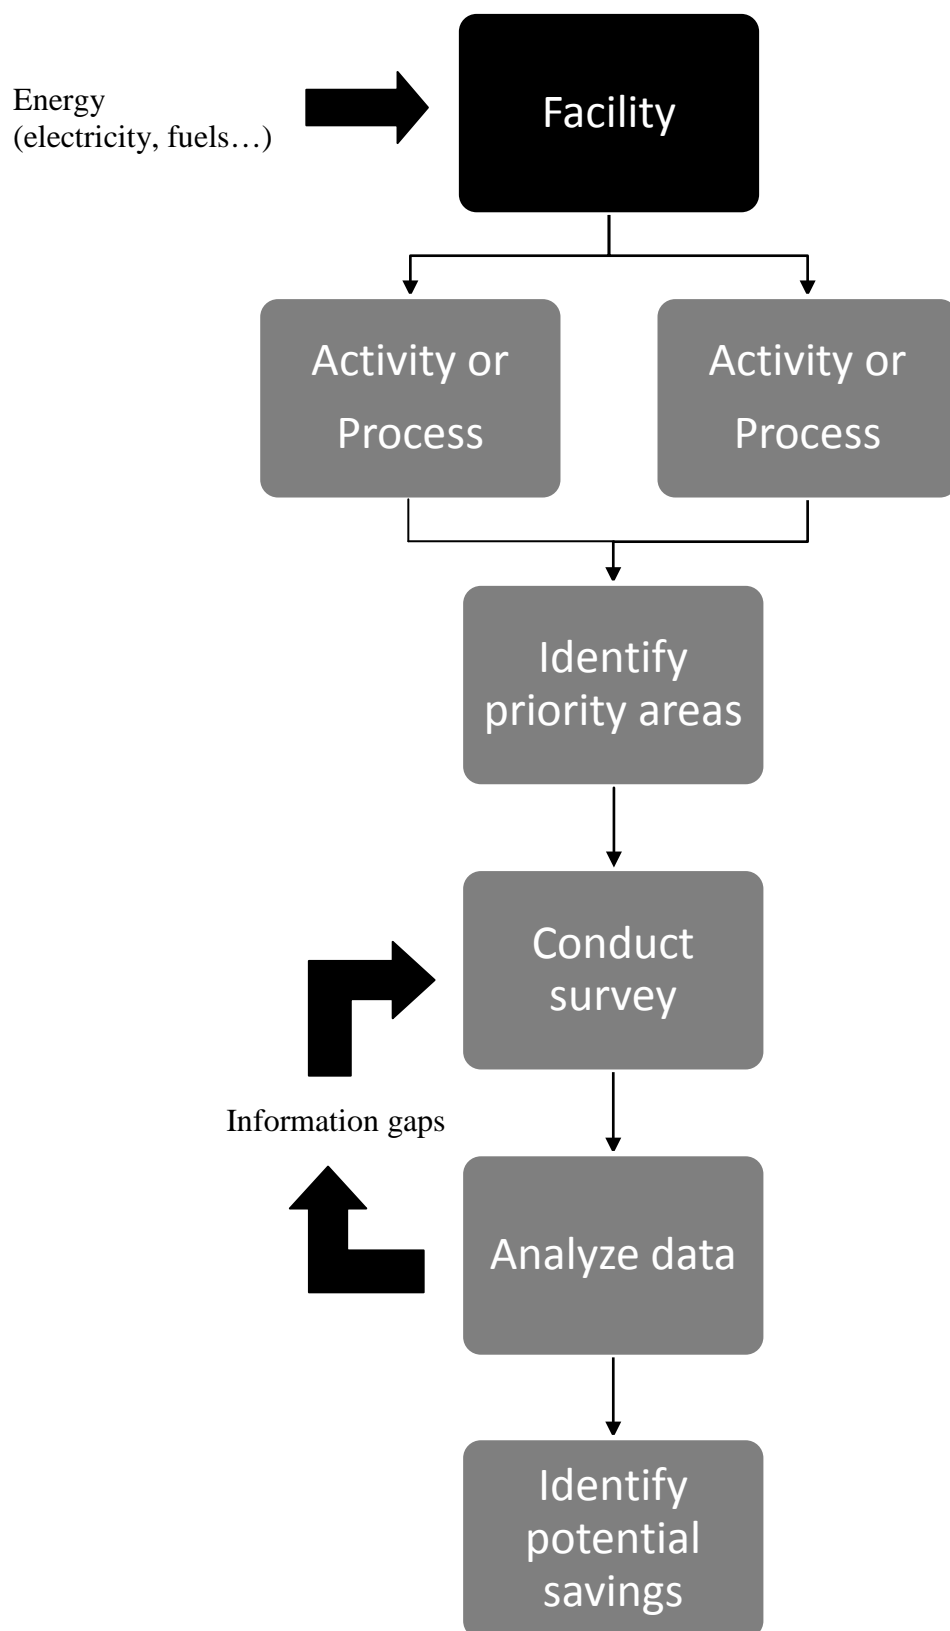 Energy
(electricity, fuels…)
Facility
Activity or
Process
Activity or
Process
Identify
priority areas
Conduct
survey
Information gaps
Analyze data
Identify
potential
savings